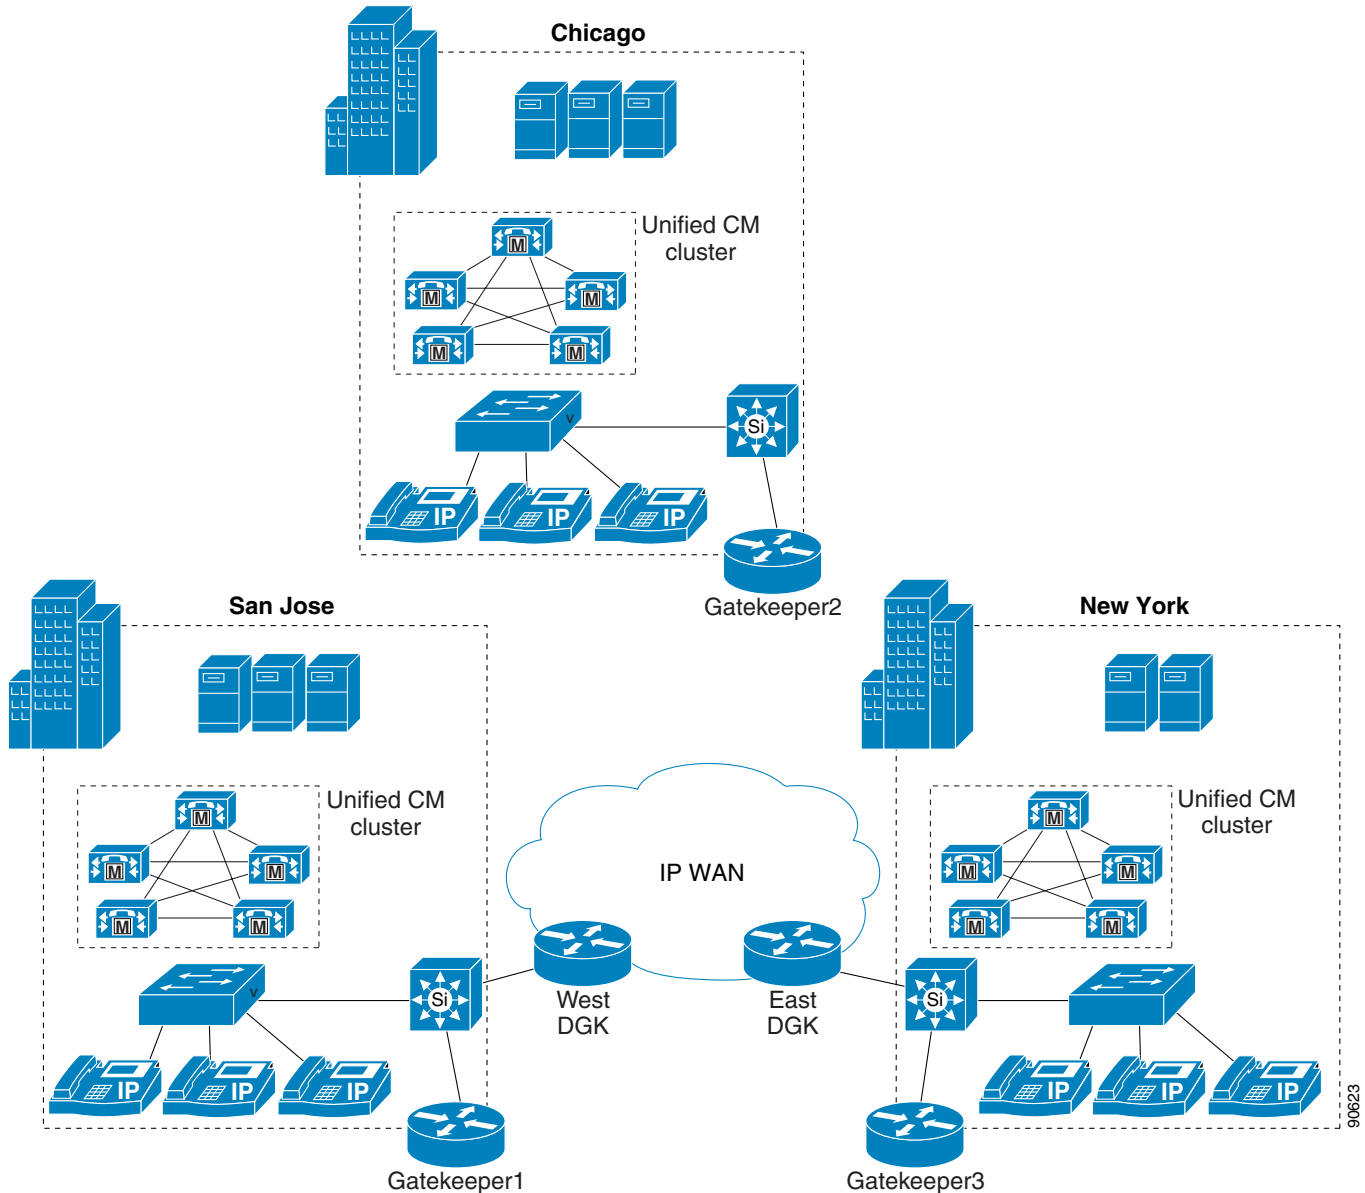 Chicago
Unified CM
cluster
M
M
M
M
M
V
Si
IP
IP
IP
Gatekeeper2
San Jose
New York
Unified CM
cluster
M
M
M
M
M
Unified CM
cluster
M
M
M
M
M
IP WAN
V
Si
West
DGK
East
DGK
Si
IP
IP
IP
IP
IP
IP
Gatekeeper1
Gatekeeper3
90623